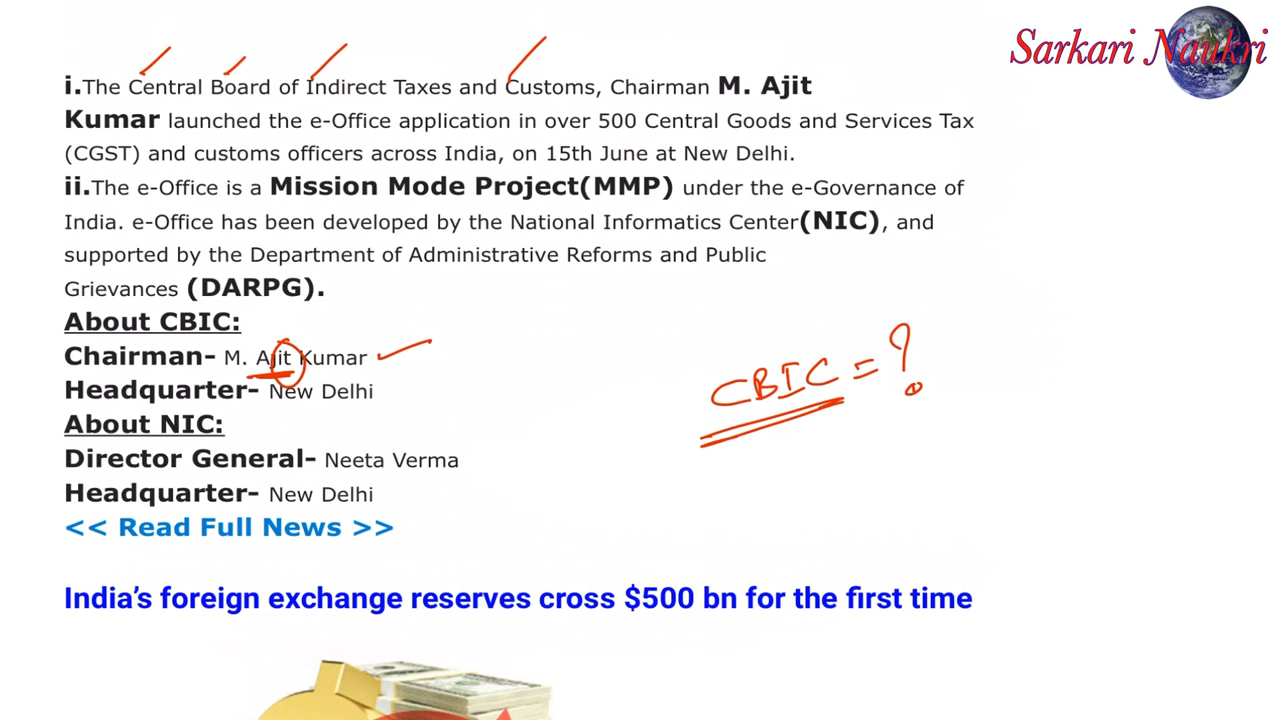 Sarkari Naukri
i.The Central Board of Indirect Taxes and Customs, Chairman M. Ajit
Kumar launched the e-Office application in over 500 Central Goods and Services Tax
(CGST) and customs officers across India, on 15th June at New Delhi.
ii.The e-Office is a Mission Mode Project(MMP) under the e-Governance of
India. e-Office has been developed by the National Informatics Center(NIC), and
supported by the Department of Administrative Reforms and Public
Grievances (DARPG).
About CBIC:
Chairman- M. Ajit Kumar
Headquarter- New Delhi
CBIC = ?
About NIC:
Director General- Neeta Verma
Headquarter- New Delhi
<< Read Full News >>
India's foreign exchange reserves cross $500 bn for the first time